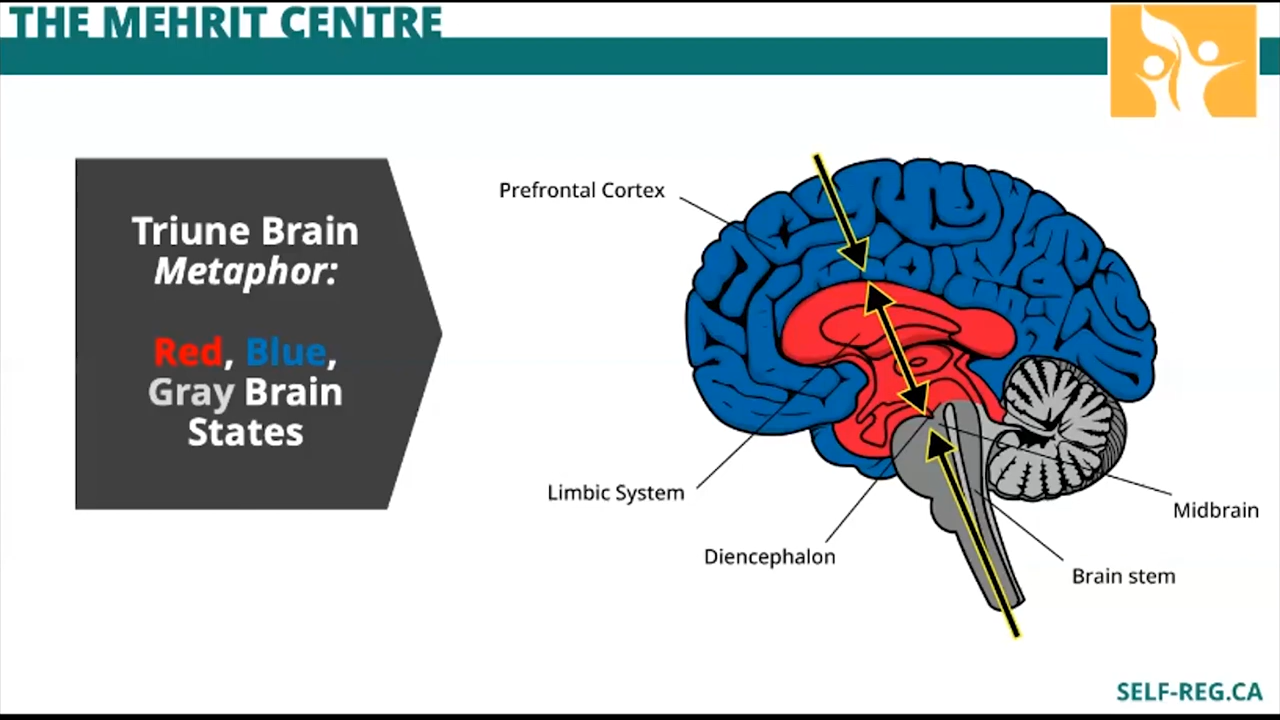 THE MEHRIT CENTRE
Triune Brain
Metaphor:
Red, Blue,
Gray Brain
States
Prefrontal Cortex
Limbic System
Diencephalon
Midbrain
Brain stem
SELF-REG.CA